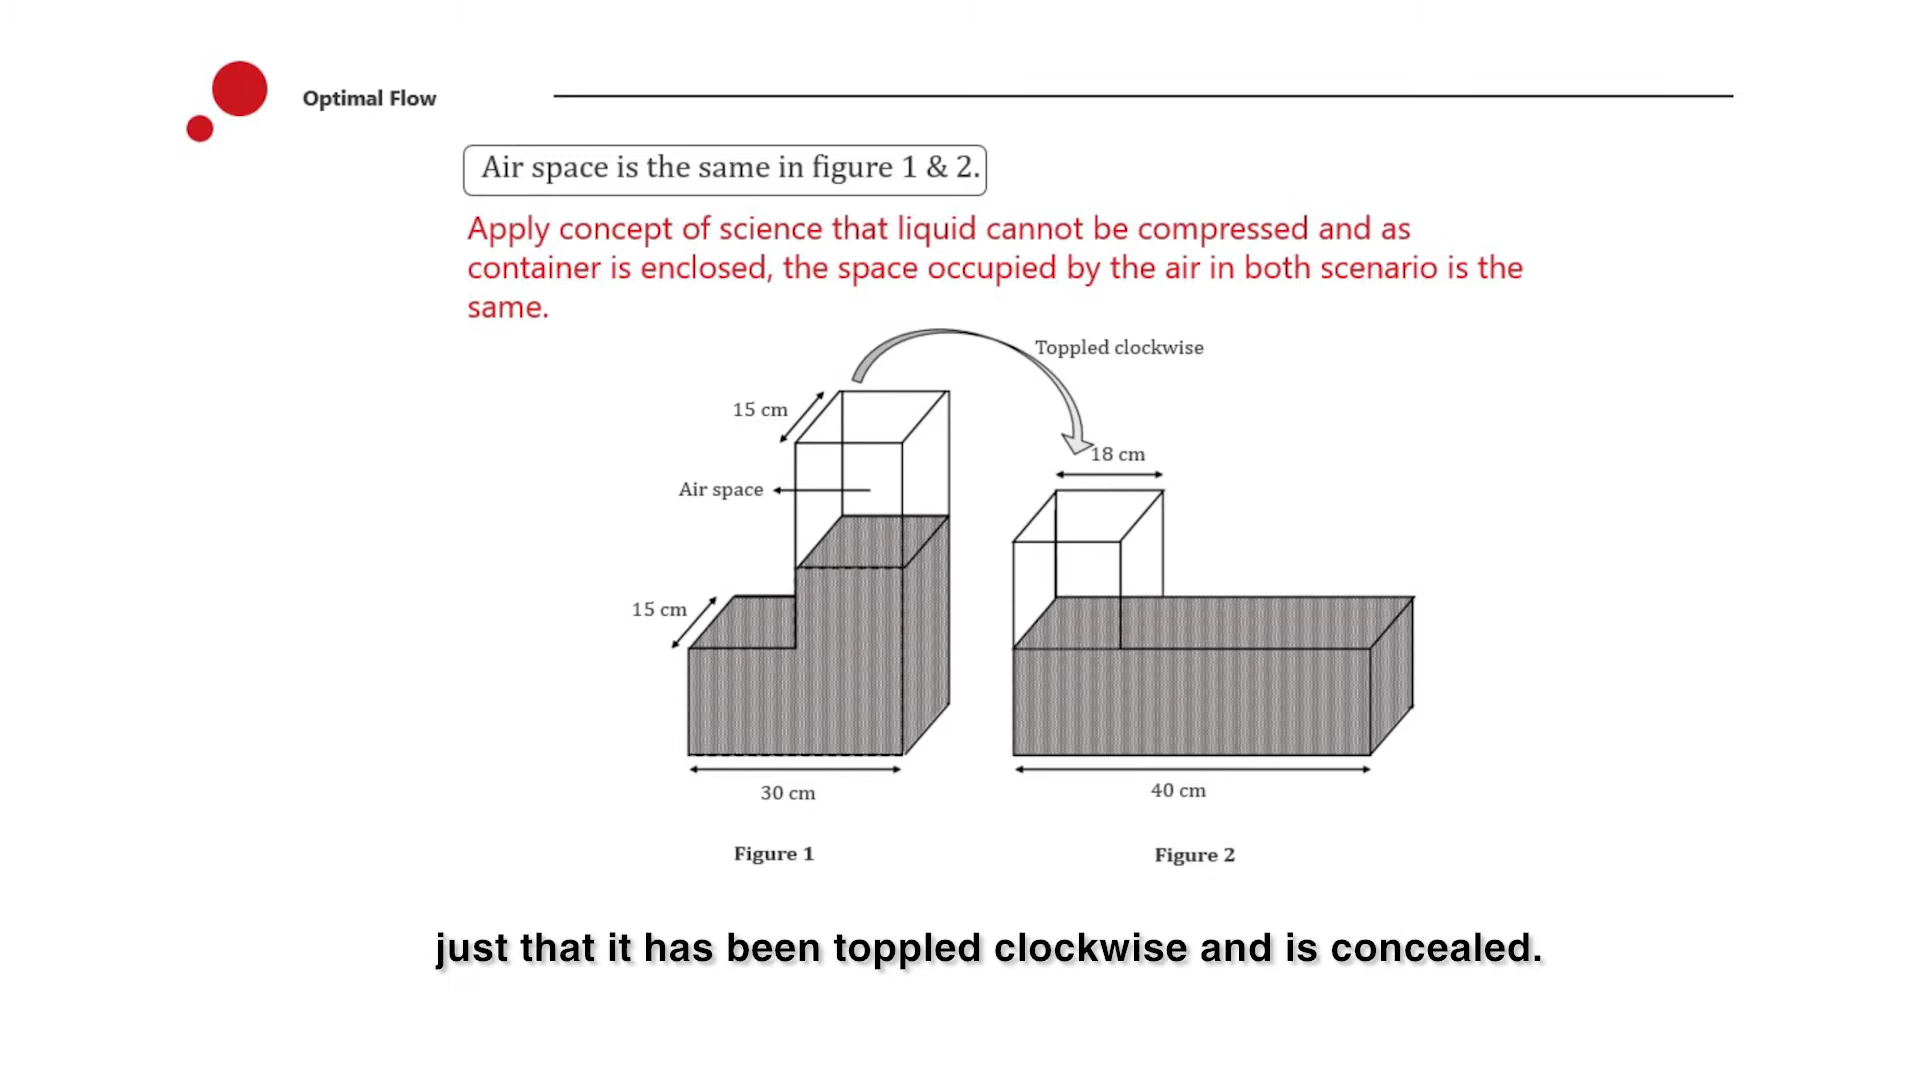 Optimal Flow
Air space is the same in figure 1 & 2.
Apply concept of science that liquid cannot be compressed and as
container is enclosed, the space occupied by the air in both scenario is the
same.
Toppled clockwise
15 cm
18 cm
Air space
15 cm
30 cm
40 cm
Figure 1
Figure 2
just that it has been toppled clockwise and is concealed.